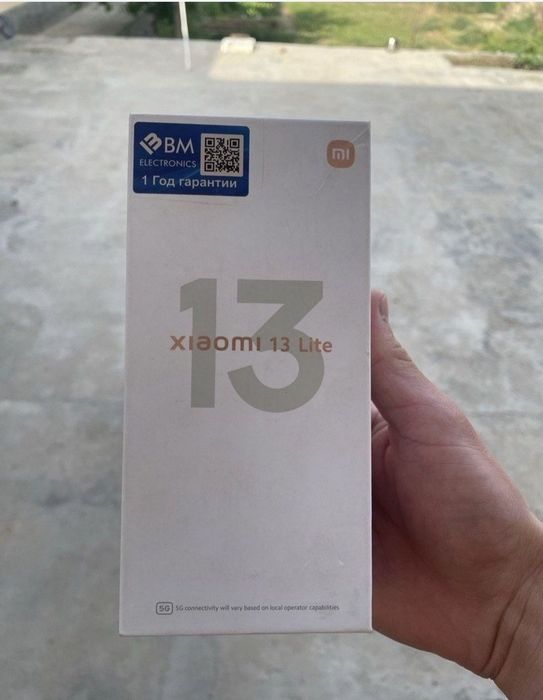 BM
ELECTRONICS
1 Год гарантии
mi
13
xiaomi 13 Lite
5G 5G connectivity will vary based on local operator capabilities